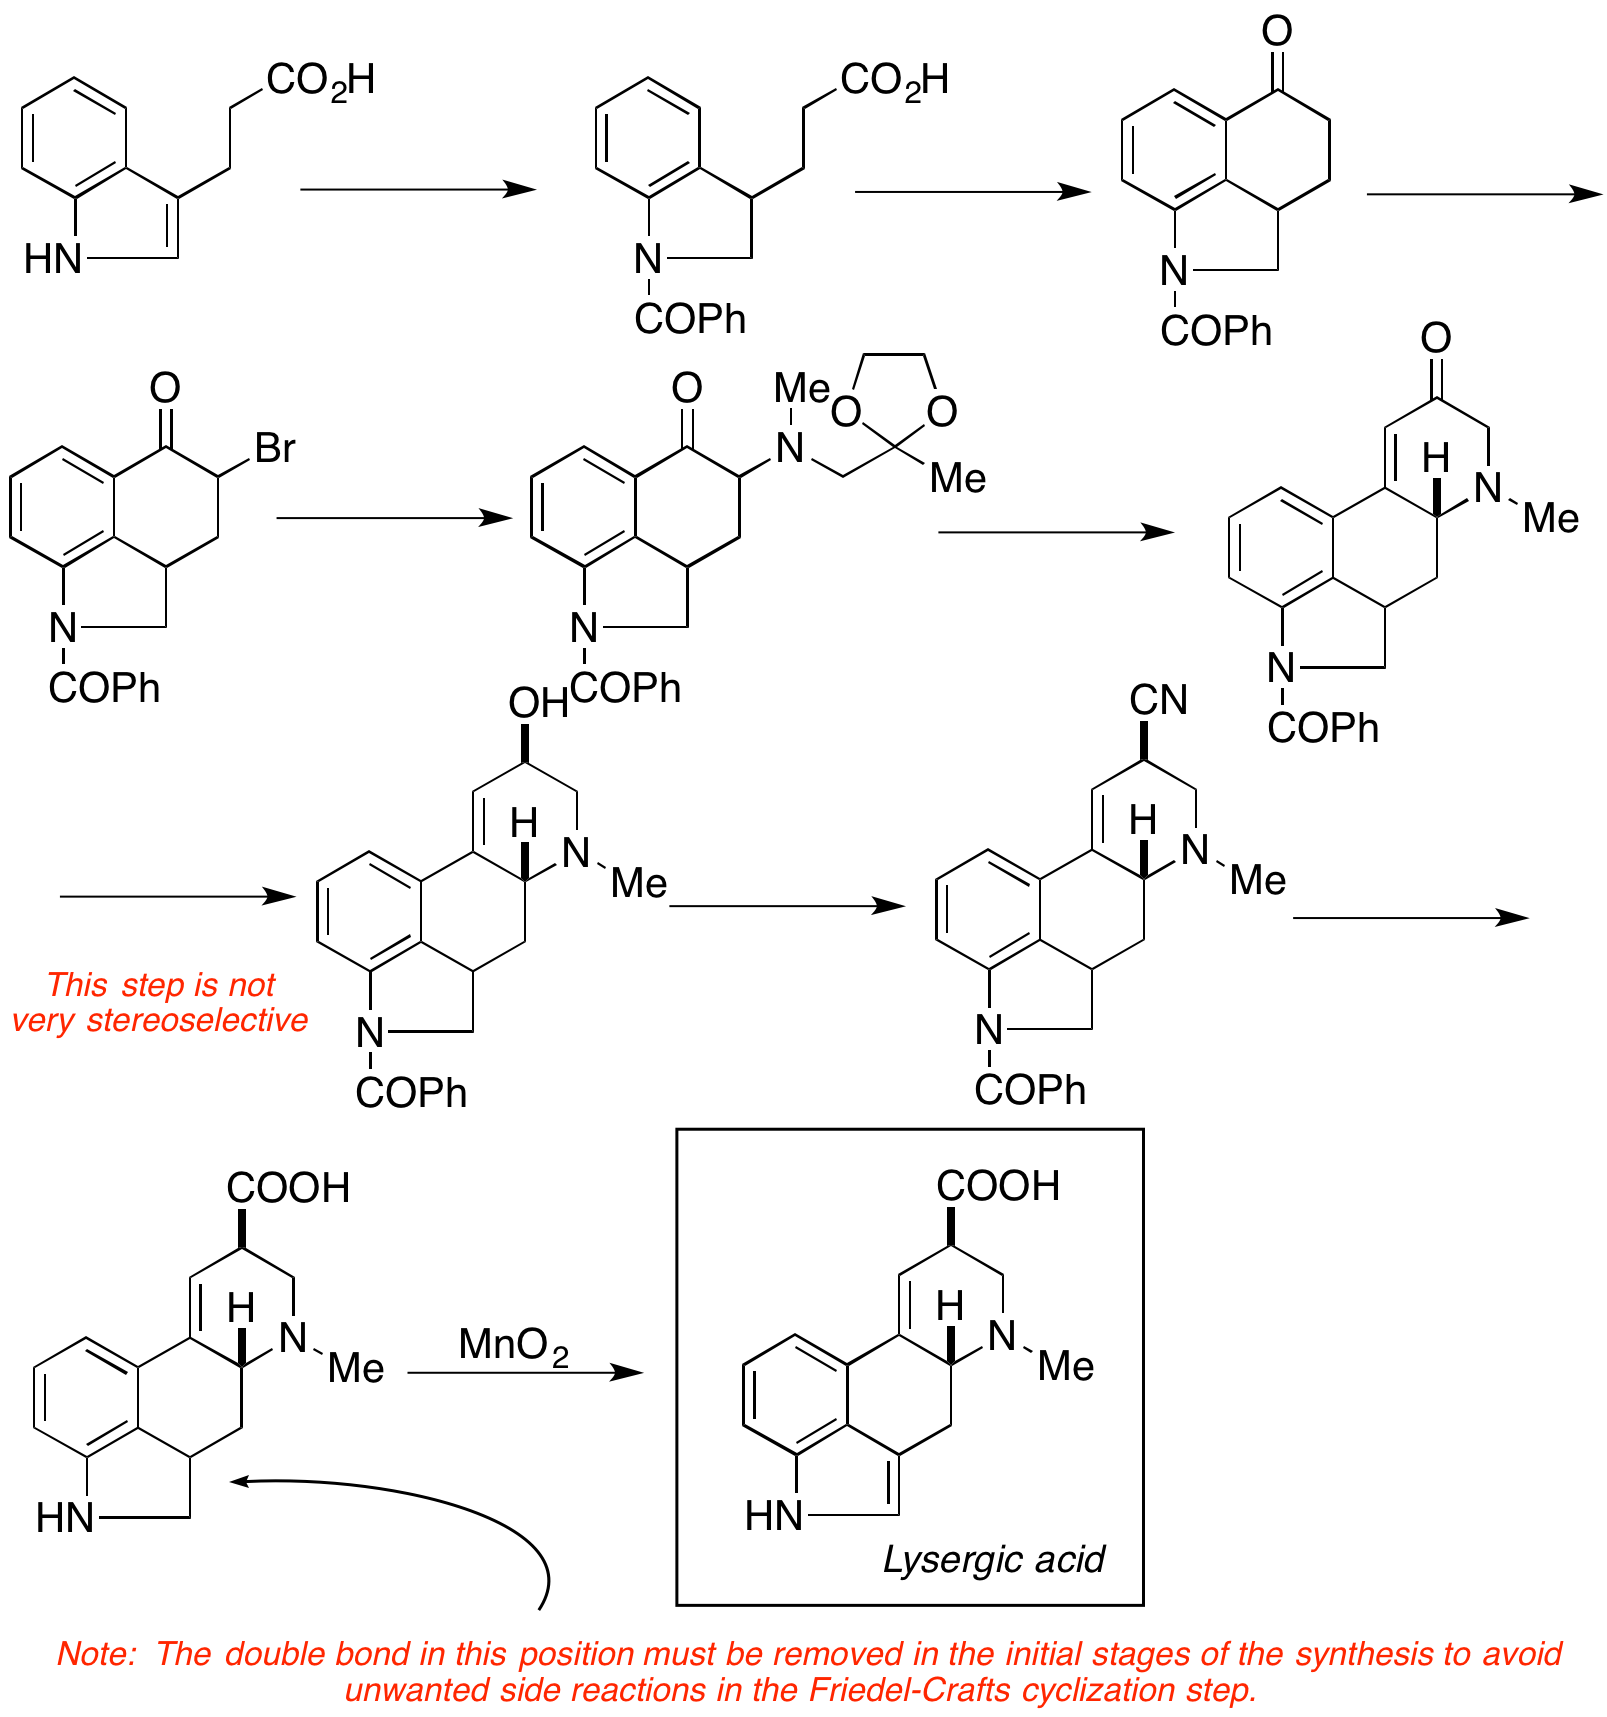 CO2H
HN
CO2H
N
COPh
O
N
COPh
O
Br
N
COPh
O
Me
N
O
O
Me
N
COPh
O
H
N
Me
N
COPh
This step is not
very stereoselective
OH
H
N
Me
N
COPh
CN
H
N
Me
N
COPh
COOH
H
N
Me
HN
MnO2
COOH
H
N
Me
HN
Lysergic acid
Note: The double bond in this position must be removed in the initial stages of the synthesis to avoid
unwanted side reactions in the Friedel-Crafts cyclization step.